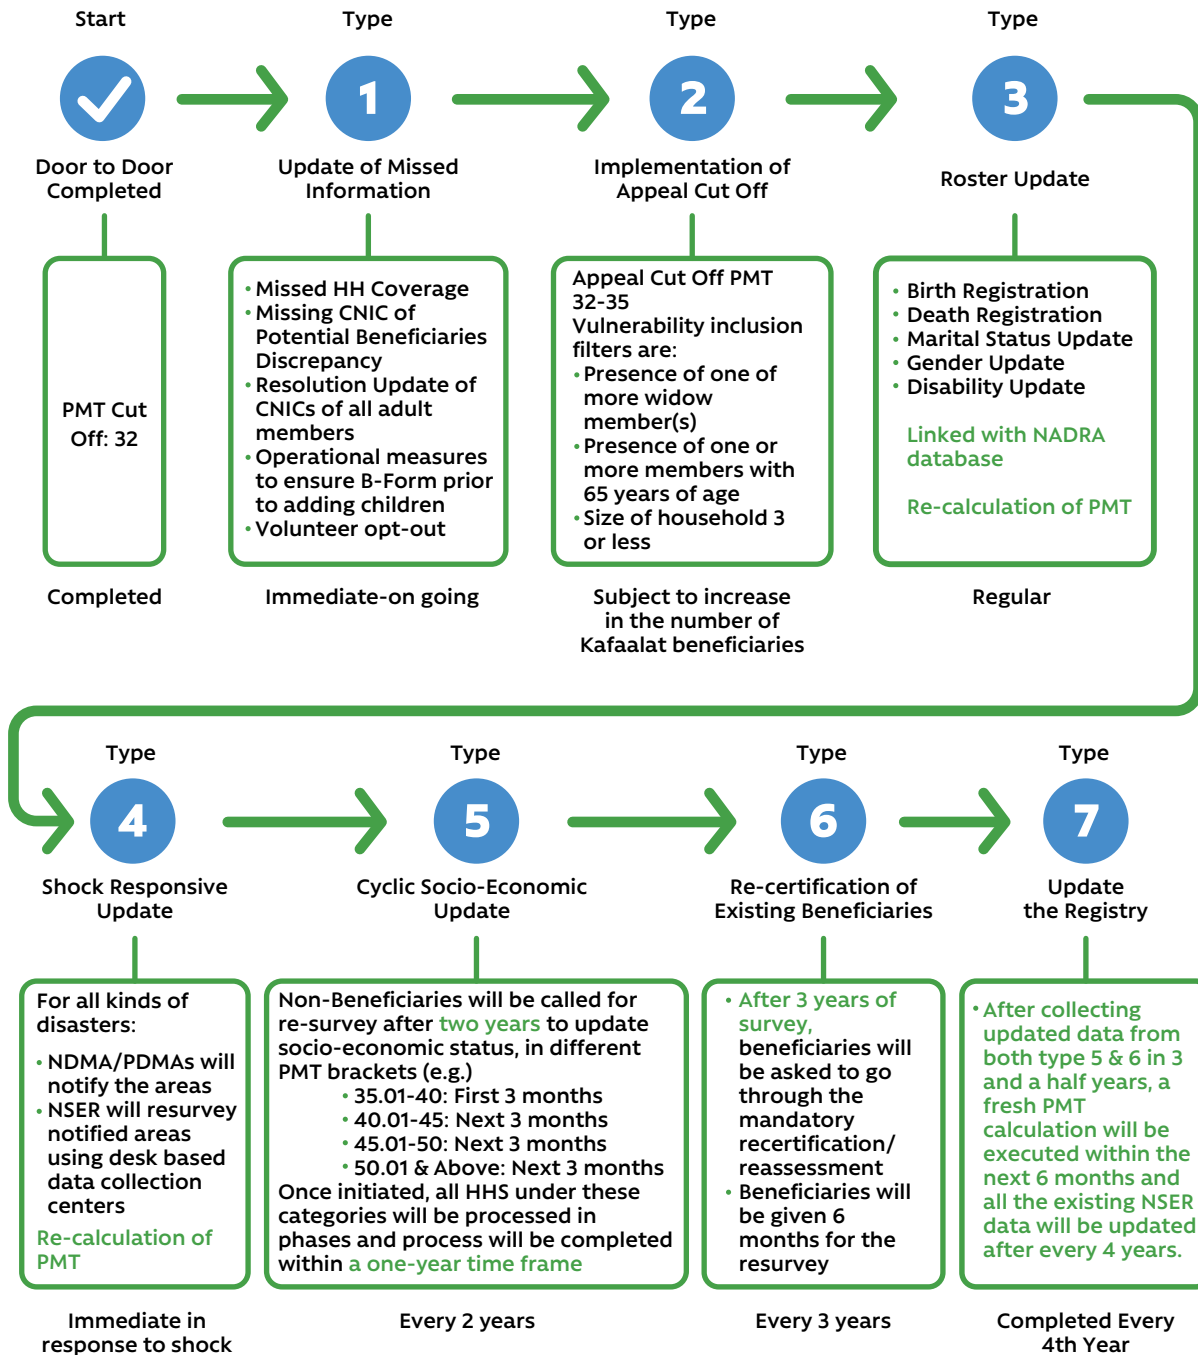 Start
Type
Type
Type
1
2
3
Door to Door
Completed
Update of Missed
Information
Implementation of
Appeal Cut Off
Roster Update
PMT Cut
Off: 32
• Missed HH Coverage
• Missing CNIC of
Potential Beneficiaries
Discrepancy
• Resolution Update of
CNICs of all adult
members
• Operational measures
to ensure B-Form prior
to adding children
• Volunteer opt-out
Appeal Cut Off PMT
32-35
Vulnerability inclusion
filters are:
• Presence of one of
more widow
member(s)
• Presence of one or
more members with
65 years of age
• Size of household 3
or less
• Birth Registration
• Death Registration
• Marital Status Update
• Gender Update
• Disability Update
Linked with NADRA
database
Re-calculation of PMT
Completed
Immediate-on going
Subject to increase
in the number of
Kafaalat beneficiaries
Regular
Type
Type
Type
Type
4
5
6
7
Shock Responsive
Update
Cyclic Socio-Economic
Update
Re-certification of
Existing Beneficiaries
Update
the Registry
For all kinds of
disasters:
• NDMA/PDMAs will
notify the areas
• NSER will resurvey
notified areas
using desk based
data collection
centers
Re-calculation of
PMT
Non-Beneficiaries will be called for
re-survey after two years to update
socio-economic status, in different
PMT brackets (e.g.)
• 35.01-40: First 3 months
• 40.01-45: Next 3 months
• 45.01-50: Next 3 months
• 50.01 & Above: Next 3 months
Once initiated, all HHS under these
categories will be processed in
phases and process will be completed
within a one-year time frame
• After 3 years of
survey,
beneficiaries will
be asked to go
through the
mandatory
recertification/
reassessment
• Beneficiaries will
be given 6
months for the
resurvey
• After collecting
updated data from
both type 5 & 6 in 3
and a half years, a
fresh PMT
calculation will be
executed within the
next 6 months and
all the existing NSER
data will be updated
after every 4 years.
Immediate in
response to shock
Every 2 years
Every 3 years
Completed Every
4th Year